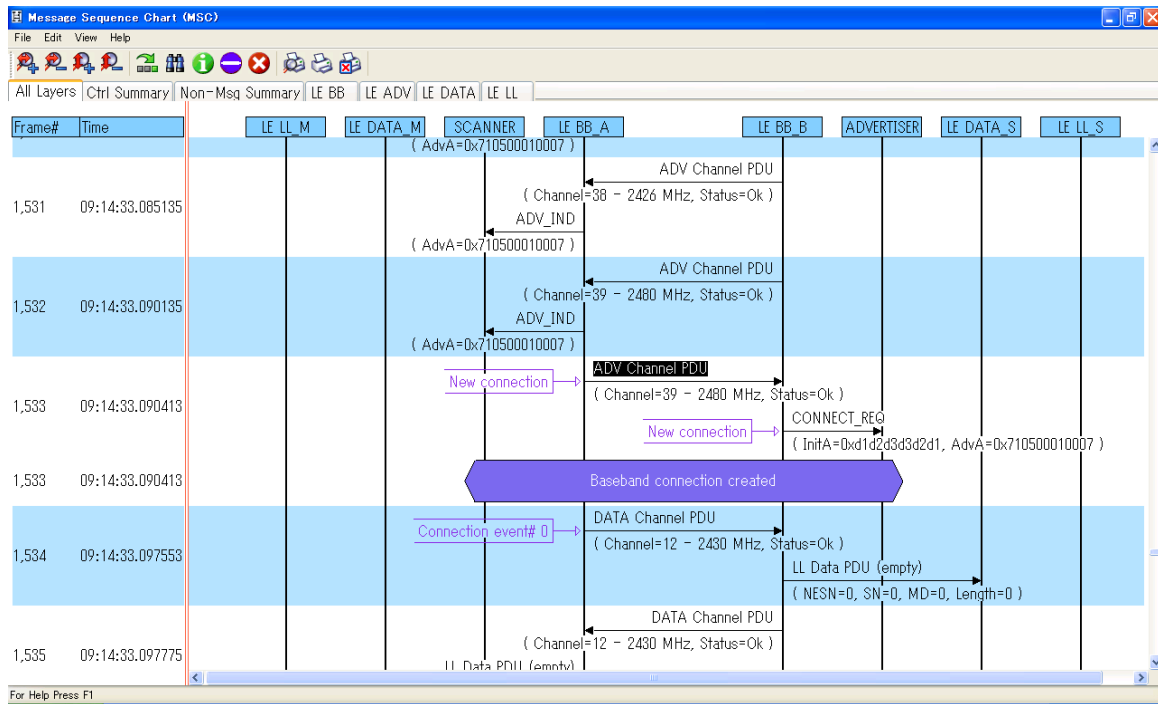 Message Sequence Chart (MSC)
File Edit View Help
All Layers Ctrl Summary Non-Msg Summary LE BB LE ADV LE DATA LE LL
Frame# Time LE LL_M LE DATA_M SCANNER LE BB_A LE BB_B ADVERTISER LE DATA_S LE LL_S
( AdvA=0x710500010007 )
ADV Channel PDU
( Channel=38 - 2426 MHz, Status=Ok )
1,531 09:14:33.085135
ADV_IND
( AdvA=0x710500010007 )
ADV Channel PDU
( Channel=39 - 2480 MHz, Status=Ok )
1,532 09:14:33.090135
ADV_IND
( AdvA=0x710500010007 )
New connection ADV Channel PDU
( Channel=39 - 2480 MHz, Status=Ok )
1,533 09:14:33.090413
New connection CONNECT_REQ
( InitA=0xd1d2d3d3d2d1, AdvA=0x710500010007 )
1,533 09:14:33.090413 Baseband connection created
Connection event# 0 DATA Channel PDU
( Channel=12 - 2430 MHz, Status=Ok )
1,534 09:14:33.097553
LL Data PDU (empty)
( NESN=0, SN=0, MD=0, Length=0 )
DATA Channel PDU
( Channel=12 - 2430 MHz, Status=Ok )
1,535 09:14:33.097775
LL Data PDU (empty)
For Help Press F1